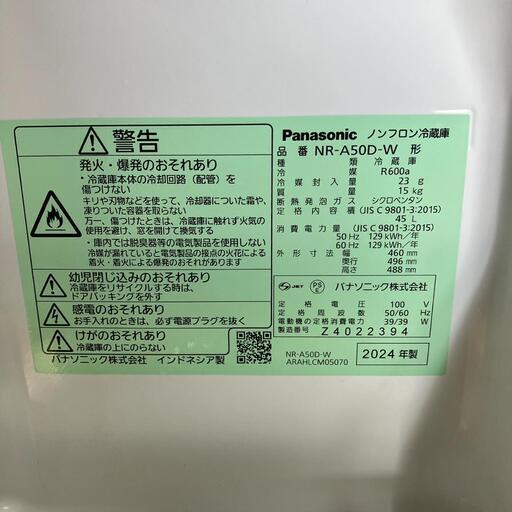 警告
発火・爆発のおそれあり
・冷蔵庫本体の冷却回路（配管）を
傷つけない
キリや刃物などを使って、冷却器についた霜や、
凍りついた容器を取らない
万一、傷つけたときは、冷蔵庫に触れず火気の
使用を避け、窓を開けて換気する
・庫内では脱臭器等の電気製品を使用しない
冷媒が漏れていると電気製品の接点の火花による
着火・着火による爆発のおそれあり
幼児閉じ込みのおそれあり
冷蔵庫をリサイクルする際は、
ドアパッキングを外す
感電のおそれあり
お手入れのときは、必ず電源プラグを抜く
けがのおそれあり
冷蔵庫の上にのらない
パナソニック株式会社 インドネシア製
Panasonic ノンフロン冷蔵庫
品番 NR-A50D-W 形
種類 冷蔵庫
冷媒 R600a
冷媒封入量 23 g
質量 15 kg
断熱発泡ガス シクロペンタン
定格内容積 (JIS C 9801-3:2015)
45 L
消費電力量 (JIS C 9801-3:2015)
50 Hz 129 kWh／年
60 Hz 129 kWh／年
外形寸法 幅 460 mm
奥行 496 mm
高さ 488 mm
JET PSE パナソニック株式会社
定格電圧 100 V
定格周波数 50/60 Hz
電動機の定格消費電力 39/39 W
製造番号 Z4022394
NR-A50D-W
ARAHLCM05070
2024 年製